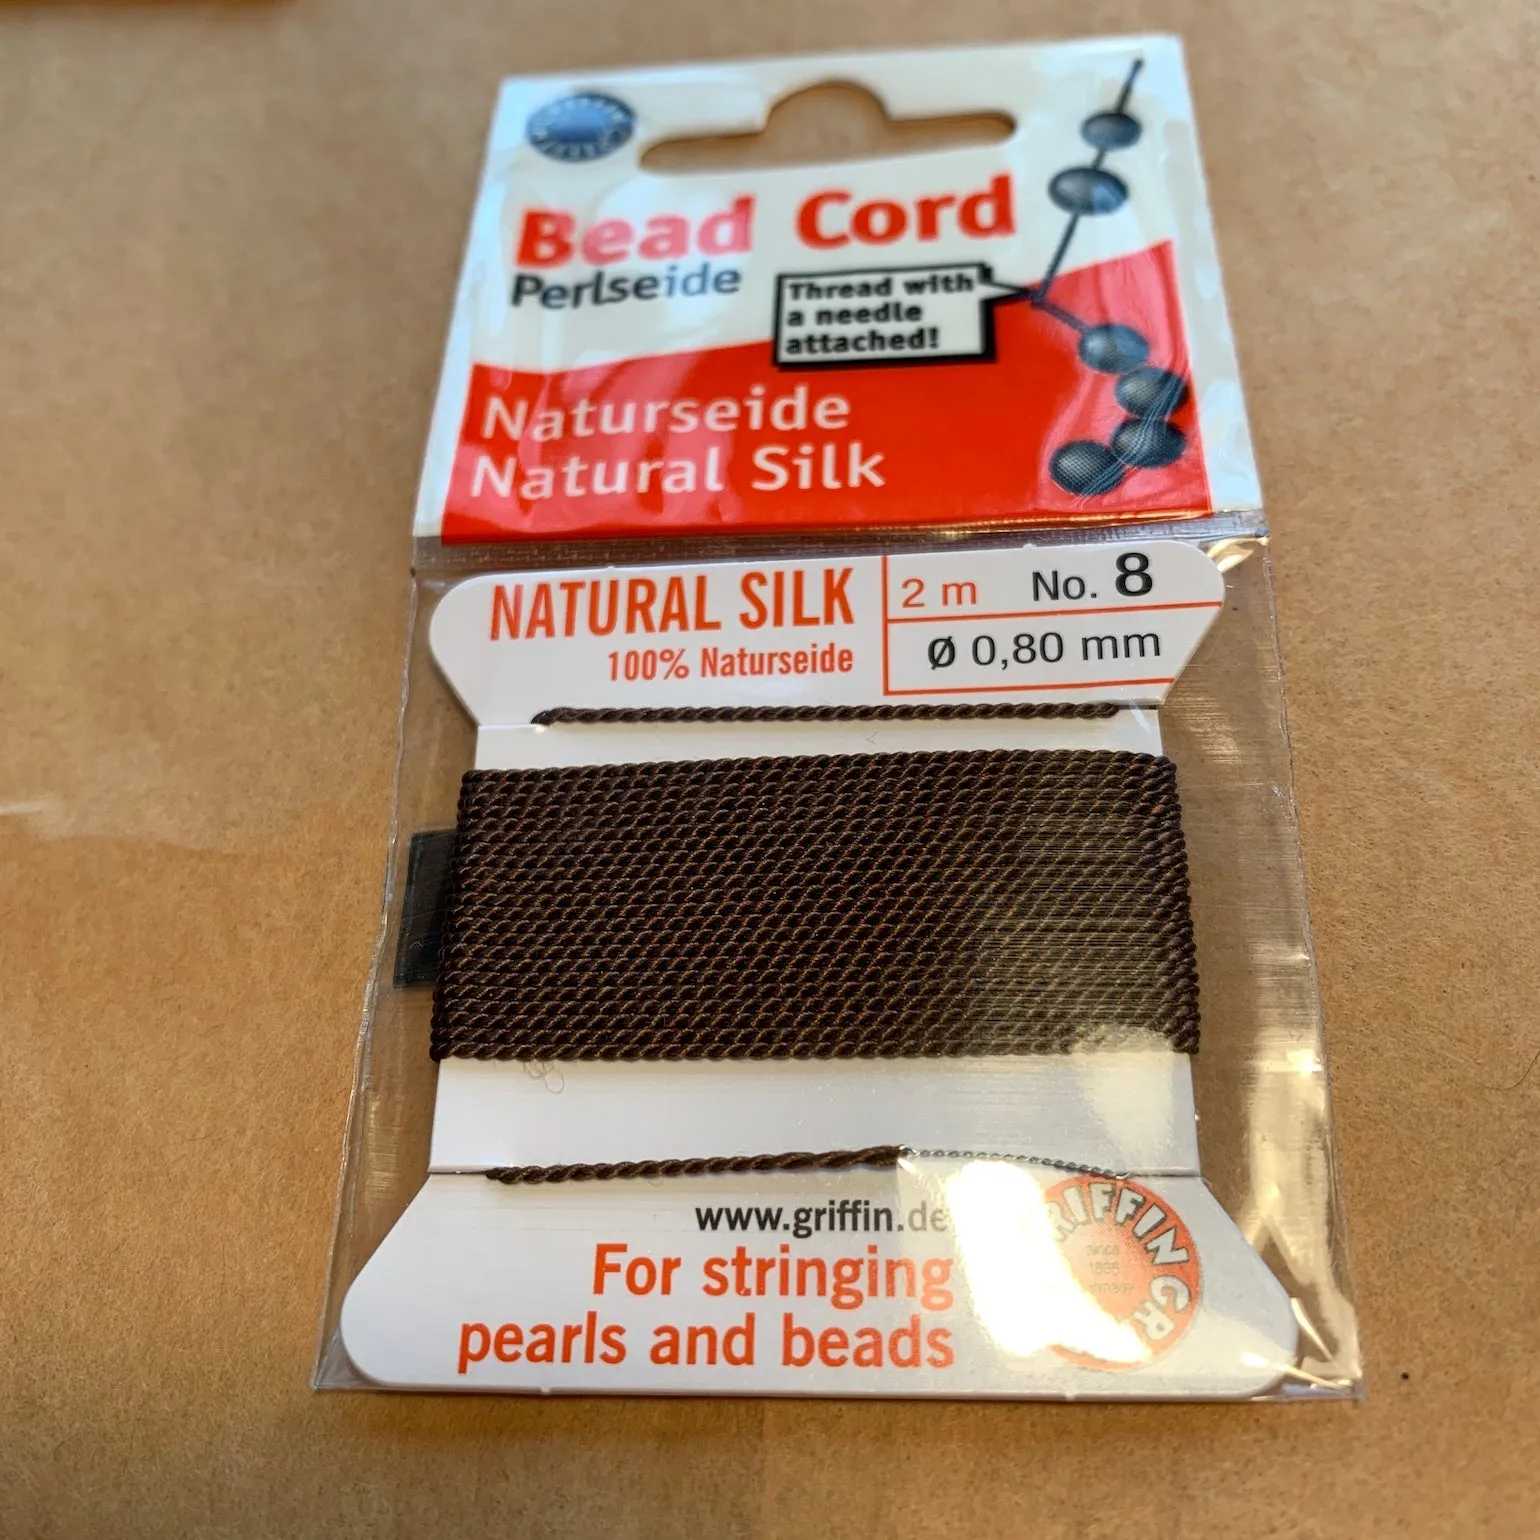 Bead Cord
Perlseide
Thread with
a needle
attached!
Naturseide
Natural Silk
NATURAL SILK
100% Naturseide
2 m No. 8
Ø 0,80 mm
www.griffin.de
For stringing
pearls and beads
GRIFFIN